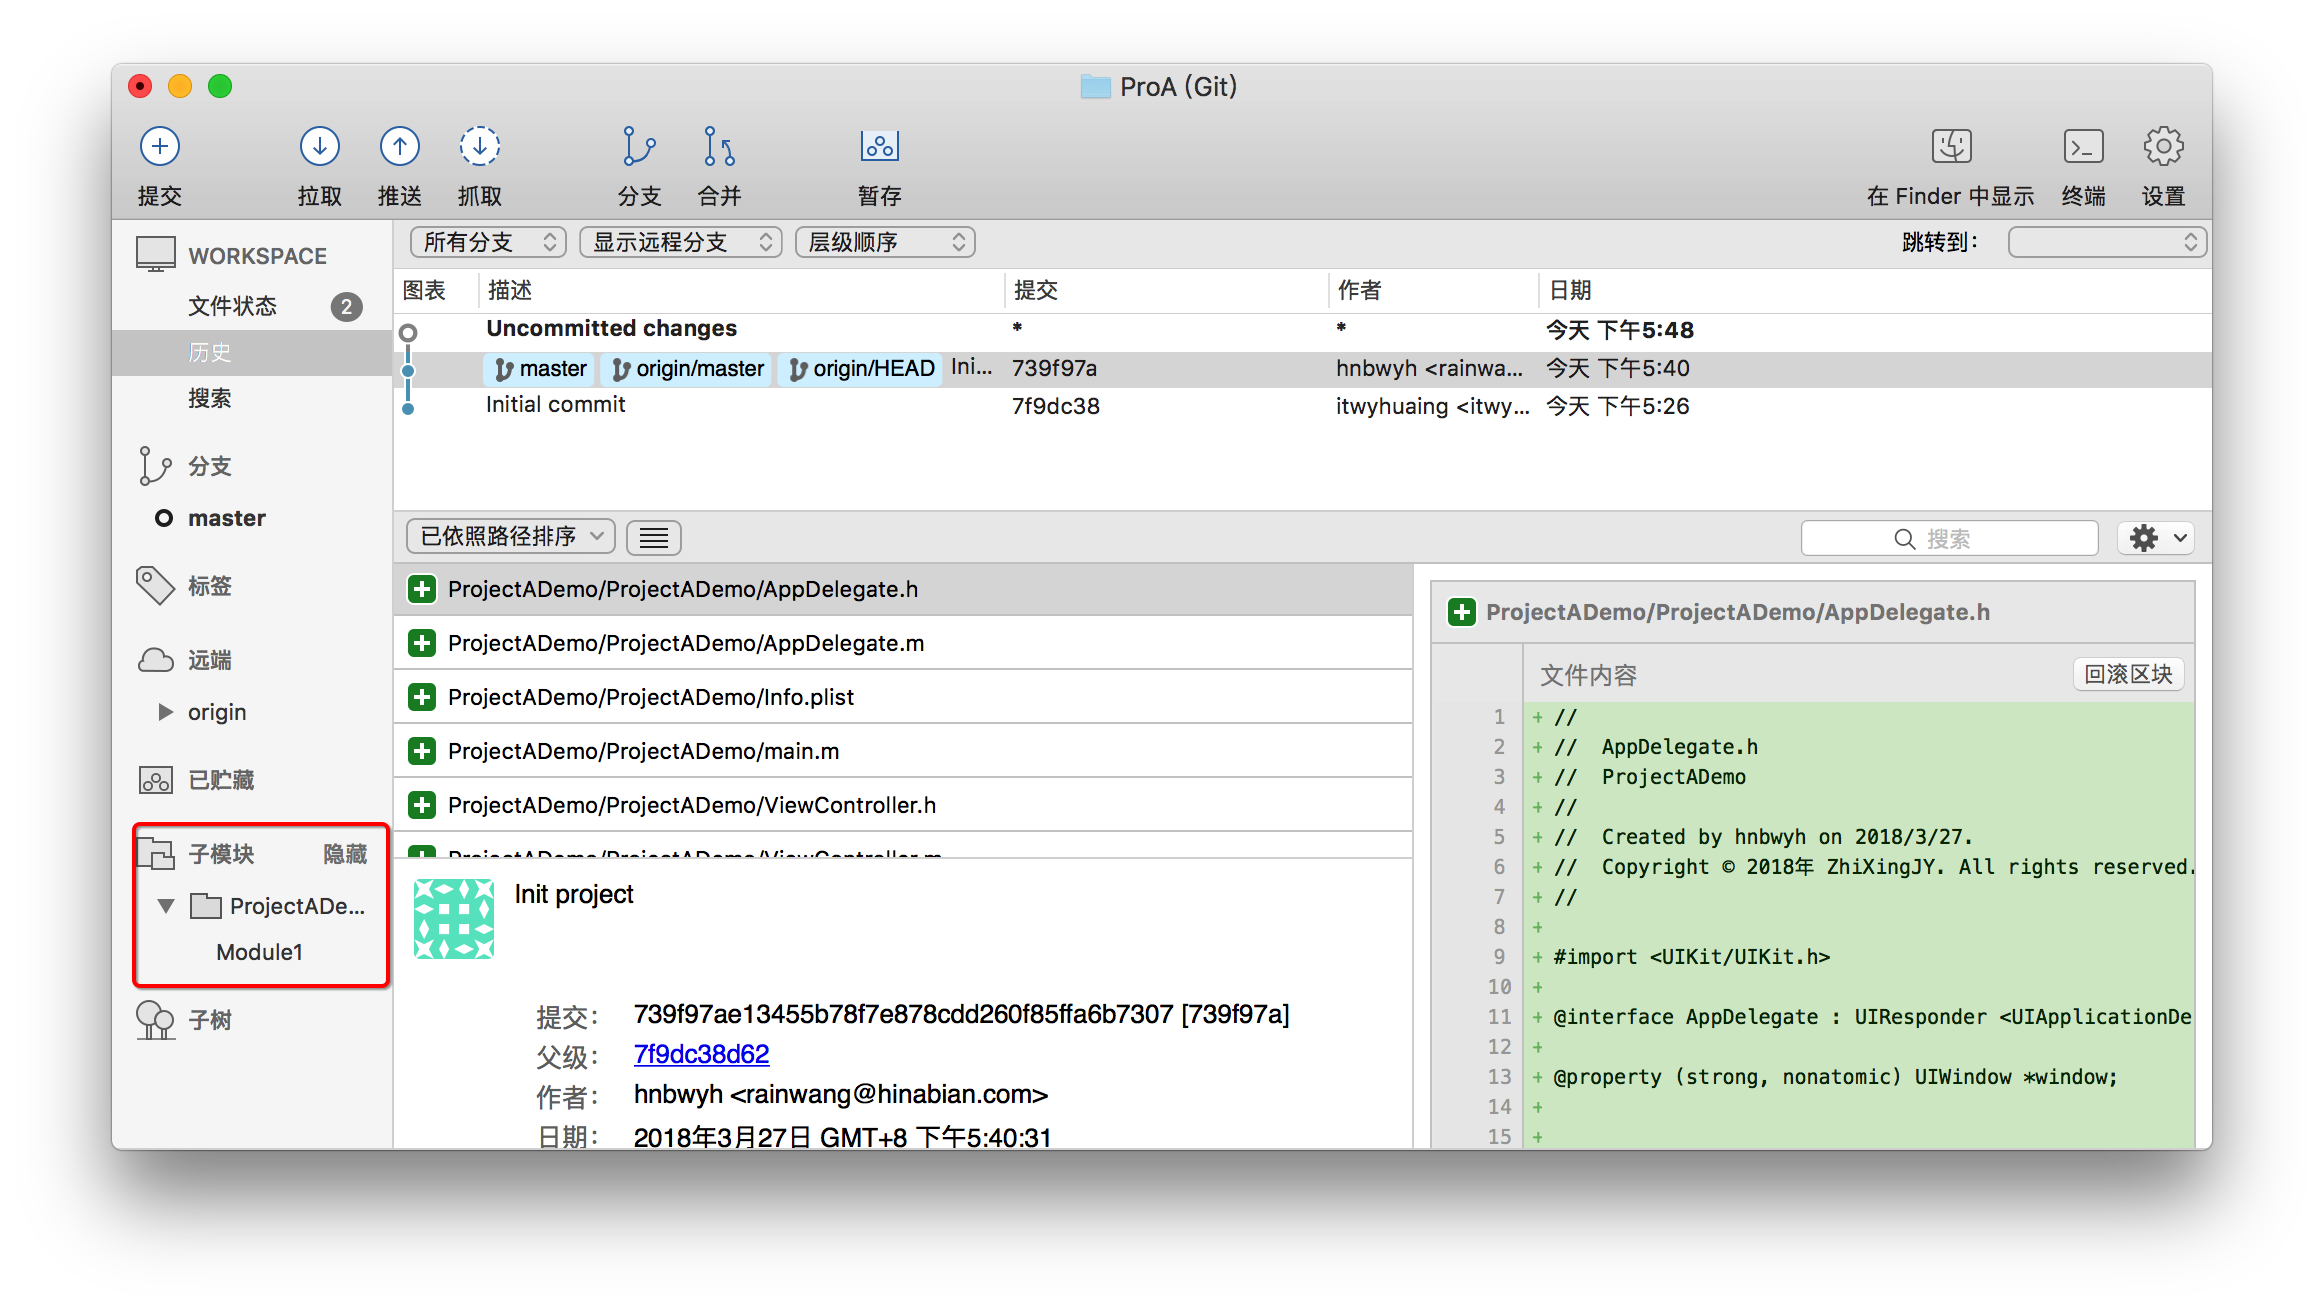 ProA (Git)
提交 拉取 推送 抓取 分支 合并 暂存 在 Finder 中显示 终端 设置
WORKSPACE
文件状态 2
历史
搜索
分支
master
标签
远端
origin
已贮藏
子模块 隐藏
ProjectADe...
Module1
子树
所有分支 显示远程分支 层级顺序 跳转到：
图表 描述 提交 作者 日期
Uncommitted changes * * 今天 下午5:48
master origin/master origin/HEAD Ini... 739f97a hnbwyh <rainwa... 今天 下午5:40
Initial commit 7f9dc38 itwyhuaing <itwy... 今天 下午5:26
已依照路径排序 搜索
ProjectADemo/ProjectADemo/AppDelegate.h
ProjectADemo/ProjectADemo/AppDelegate.m
ProjectADemo/ProjectADemo/Info.plist
ProjectADemo/ProjectADemo/main.m
ProjectADemo/ProjectADemo/ViewController.h
ProjectADemo/ProjectADemo/ViewController.m
Init project
提交： 739f97ae13455b78f7e878cdd260f85ffa6b7307 [739f97a]
父级： 7f9dc38d62
作者： hnbwyh <rainwang@hinabian.com>
日期： 2018年3月27日 GMT+8 下午5:40:31
ProjectADemo/ProjectADemo/AppDelegate.h
文件内容 回滚区块
1 + //
2 + // AppDelegate.h
3 + // ProjectADemo
4 + //
5 + // Created by hnbwyh on 2018/3/27.
6 + // Copyright © 2018年 ZhiXingJY. All rights reserved.
7 + //
8 +
9 + #import <UIKit/UIKit.h>
10 +
11 + @interface AppDelegate : UIResponder <UIApplicationDe
12 +
13 + @property (strong, nonatomic) UIWindow *window;
14 +
15 +